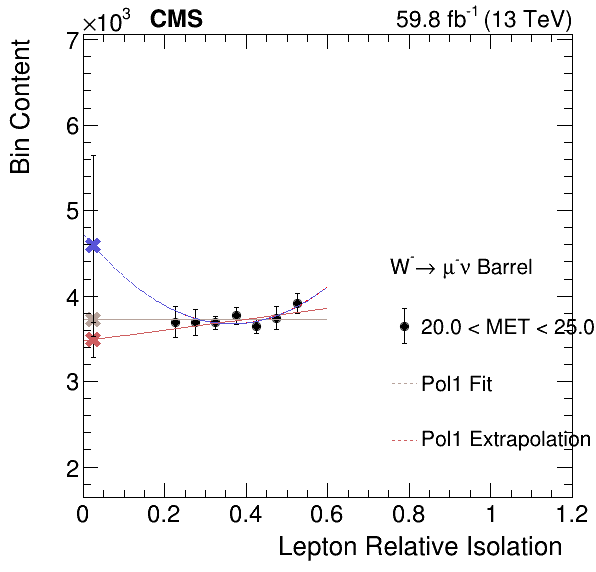 ×10³
CMS
59.8 fb⁻¹ (13 TeV)
Bin Content
7
6
5
4
3
2
W⁻→ μ⁻ν Barrel
20.0 < MET < 25.0
Pol1 Fit
Pol1 Extrapolation
0 0.2 0.4 0.6 0.8 1 1.2
Lepton Relative Isolation